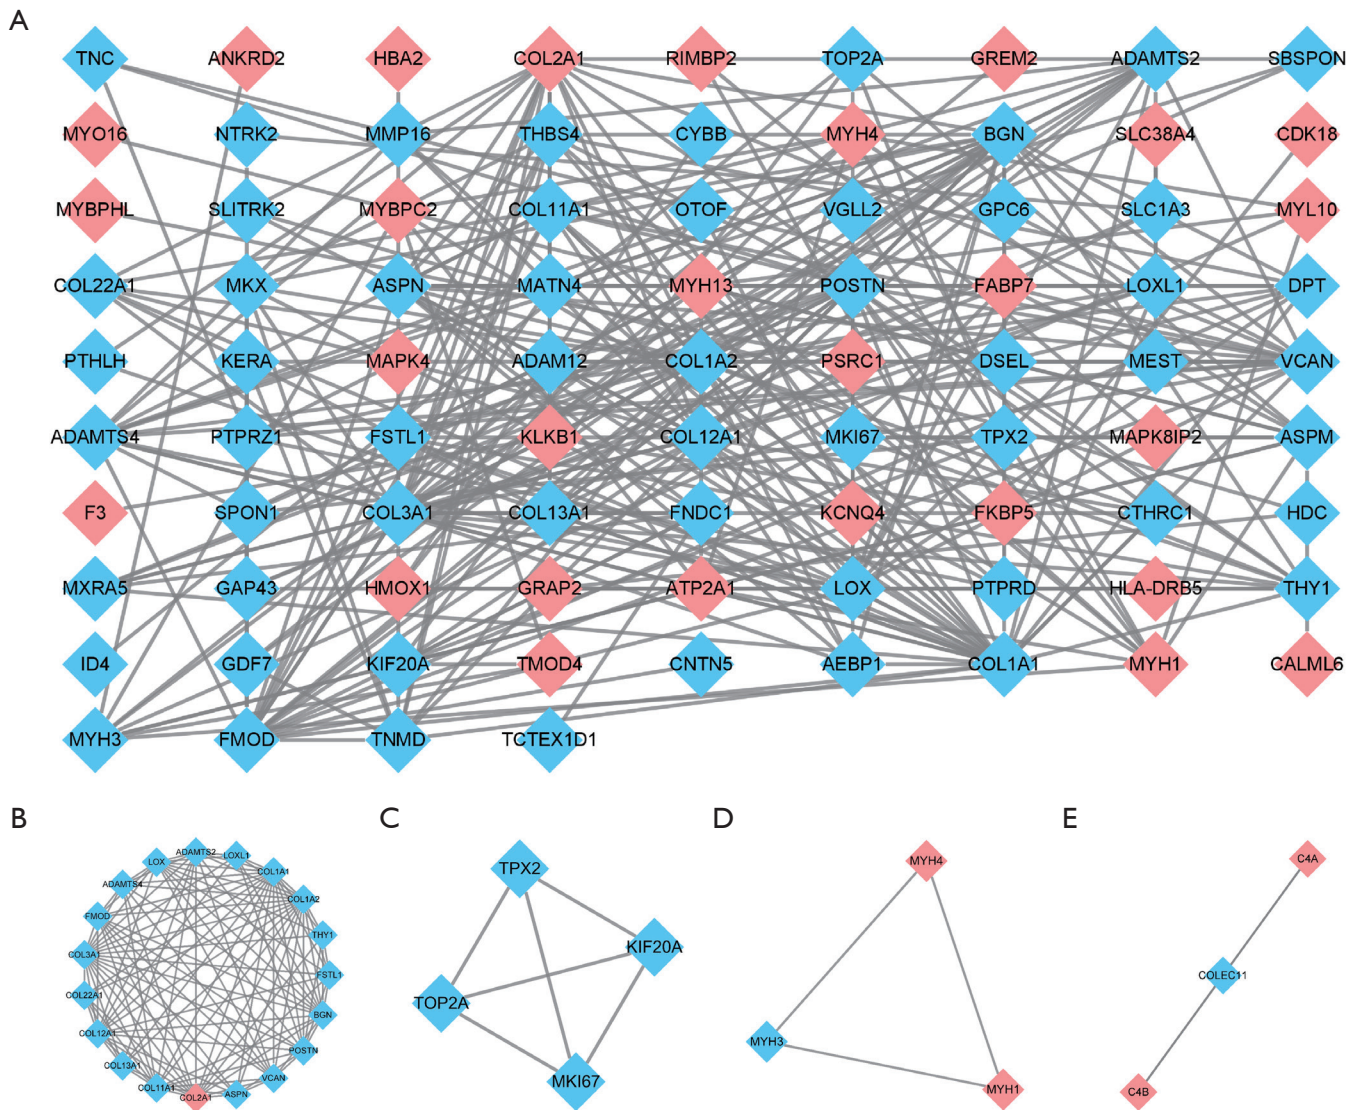 A
TNC ANKRD2 HBA2 COL2A1 RIMBP2 TOP2A GREM2 ADAMTS2 SBSPON
MYO16 NTRK2 MMP16 THBS4 CYBB MYH4 BGN SLC38A4 CDK18
MYBPHL SLITRK2 MYBPC2 COL11A1 OTOF VGLL2 GPC6 SLC1A3 MYL10
COL22A1 MKX ASPN MATN4 MYH13 POSTN FABP7 LOXL1 DPT
PTHLH KERA MAPK4 ADAM12 COL1A2 PSRC1 DSEL MEST VCAN
ADAMTS4 PTPRZ1 FSTL1 KLKB1 COL12A1 MKI67 TPX2 MAPK8IP2 ASPM
F3 SPON1 COL3A1 COL13A1 FNDC1 KCNQ4 FKBP5 CTHRC1 HDC
MXRA5 GAP43 HMOX1 GRAP2 ATP2A1 LOX PTPRD HLA-DRB5 THY1
ID4 GDF7 KIF20A TMOD4 CNTN5 AEBP1 COL1A1 MYH1 CALML6
MYH3 FMOD TNMD TCTEX1D1
B
ADAMTS2
LOXL1
COL1A1
COL1A2
THY1
FSTL1
BGN
POSTN
VCAN
ASPN
COL2A1
COL11A1
COL13A1
COL12A1
COL22A1
COL3A1
FMOD
ADAMTS4
LOX
C
TPX2
KIF20A
TOP2A
MKI67
D
MYH4
MYH3
MYH1
E
C4A
COLEC11
C4B